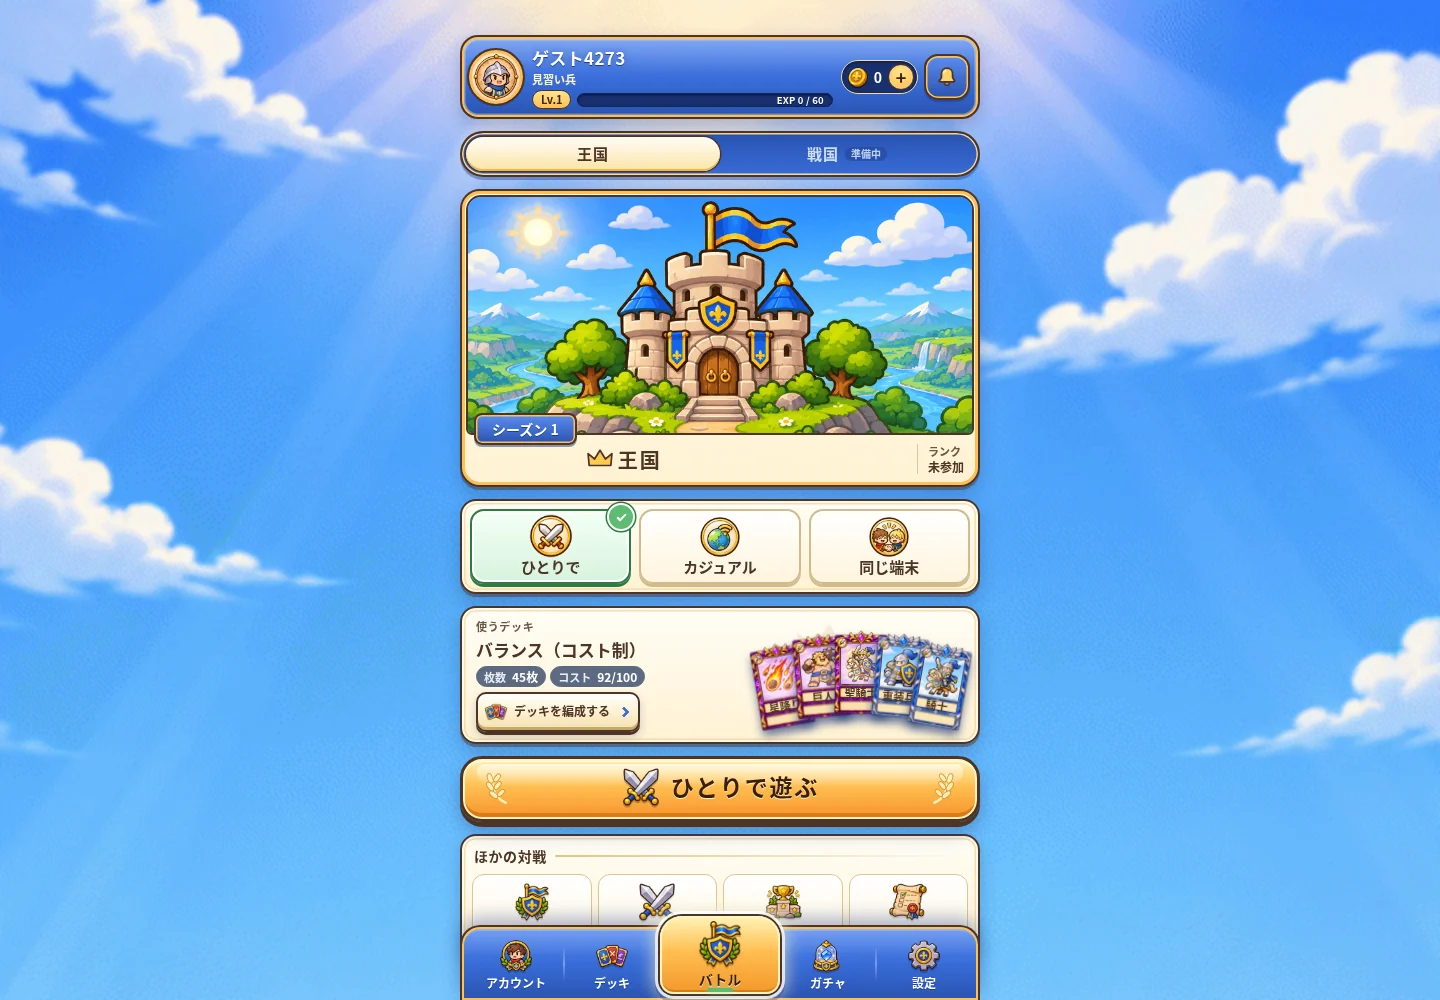 ゲスト4273
見習い兵
Lv.1
EXP 0 / 60
0
王国
戦国 準備中
シーズン 1
王国
ランク
未参加
ひとりで
カジュアル
同じ端末
使うデッキ
バランス（コスト制）
枚数 45枚 コスト 92/100
デッキを編成する
巨人
重装兵
騎士
ひとりで遊ぶ
ほかの対戦
アカウント
デッキ
バトル
ガチャ
設定